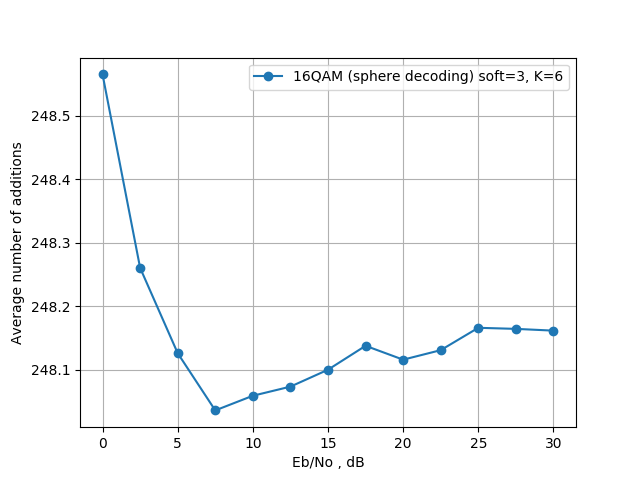 16QAM (sphere decoding) soft=3, K=6
248.5
248.4
248.3
248.2
248.1
Average number of additions
0 5 10 15 20 25 30
Eb/No , dB